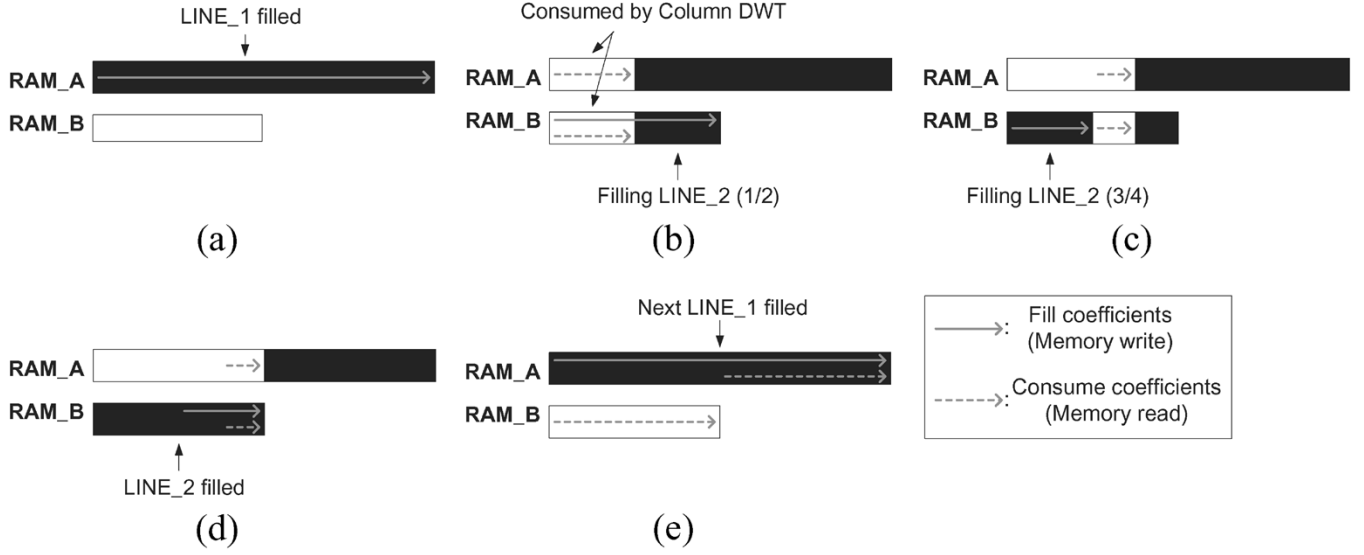 LINE_1 filled
RAM_A
RAM_B
(a)
Consumed by Column DWT
RAM_A
RAM_B
Filling LINE_2 (1/2)
(b)
RAM_A
RAM_B
Filling LINE_2 (3/4)
(c)
RAM_A
RAM_B
LINE_2 filled
(d)
Next LINE_1 filled
RAM_A
RAM_B
(e)
: Fill coefficients
(Memory write)
: Consume coefficients
(Memory read)